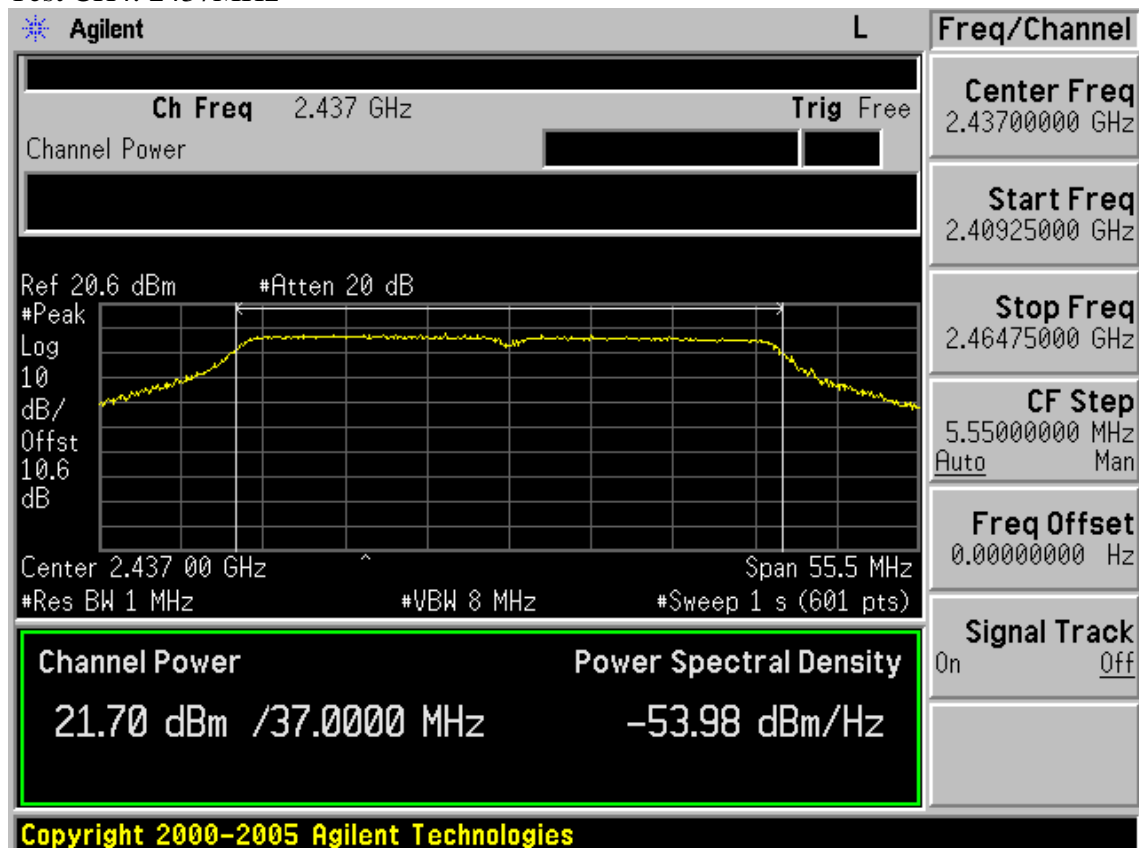 Agilent L Freq/Channel
Ch Freq 2.437 GHz Trig Free
Channel Power
Center Freq
2.43700000 GHz
Start Freq
2.40925000 GHz
Stop Freq
2.46475000 GHz
CF Step
5.55000000 MHz
Auto Man
Freq Offset
0.00000000 Hz
Signal Track
On Off
Ref 20.6 dBm #Atten 20 dB
#Peak
Log
10
dB/
Offst
10.6
dB
Center 2.437 00 GHz ^ Span 55.5 MHz
#Res BW 1 MHz #VBW 8 MHz #Sweep 1 s (601 pts)
Channel Power Power Spectral Density
21.70 dBm /37.0000 MHz -53.98 dBm/Hz
Copyright 2000-2005 Agilent Technologies